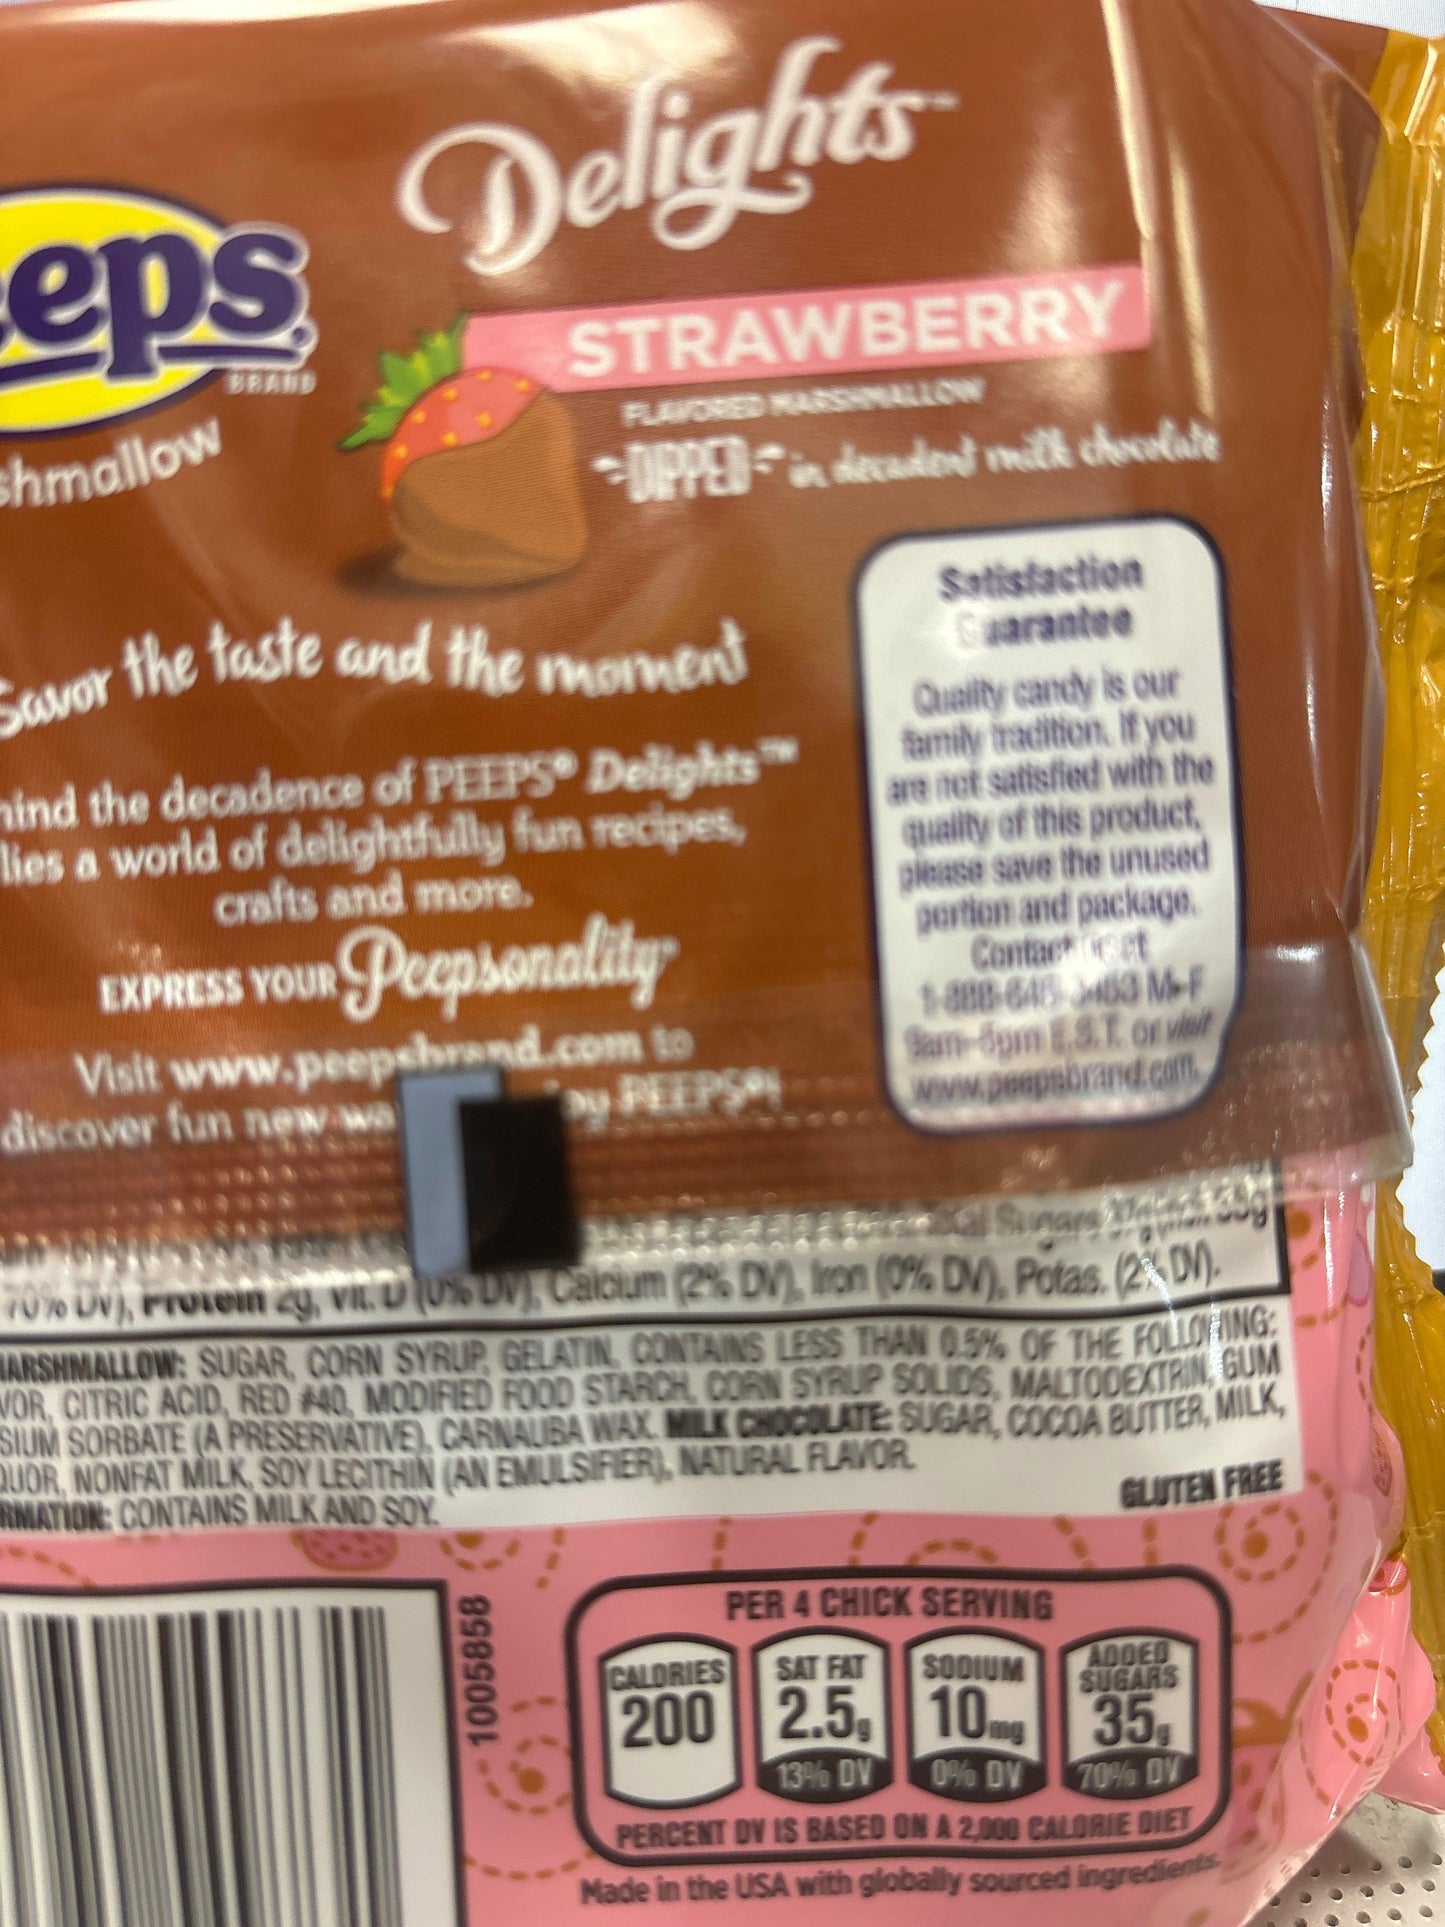 Delights™
eeps®
BRAND
shmallow
STRAWBERRY
FLAVORED MARSHMALLOW
DIPPED in decadent milk chocolate
Savor the taste and the moment
hind the decadence of PEEPS® Delights™
lies a world of delightfully fun recipes,
crafts and more.
EXPRESS YOUR Peepsonality
Visit www.peepsbrand.com to
discover fun new wa oy PEEPS®!
Satisfaction
Guarantee
Quality candy is our
family tradition. If you
are not satisfied with the
quality of this product,
please save the unused
portion and package.
Contact
M-F
9am-5pm E.S.T. or visit
www.peepsbrand.com.
Sugars 35g
70% DV), Protein 2g, Vit. D (0% DV), Calcium (2% DV), Iron (0% DV), Potas. (2% DV).
ARSHMALLOW: SUGAR, CORN SYRUP, GELATIN, CONTAINS LESS THAN 0.5% OF THE FOLLOWING:
VOR, CITRIC ACID, RED #40, MODIFIED FOOD STARCH, CORN SYRUP SOLIDS, MALTODEXTRIN, GUM
SIUM SORBATE (A PRESERVATIVE), CARNAUBA WAX. MILK CHOCOLATE: SUGAR, COCOA BUTTER, MILK,
QUOR, NONFAT MILK, SOY LECITHIN (AN EMULSIFIER), NATURAL FLAVOR.
RMATION: CONTAINS MILK AND SOY.
GLUTEN FREE
1005858
PER 4 CHICK SERVING
CALORIES
200
SAT FAT
2.5g
13% DV
SODIUM
10mg
0% DV
ADDED
SUGARS
35g
70% DV
PERCENT DV IS BASED ON A 2,000 CALORIE DIET
Made in the USA with globally sourced ingredients.